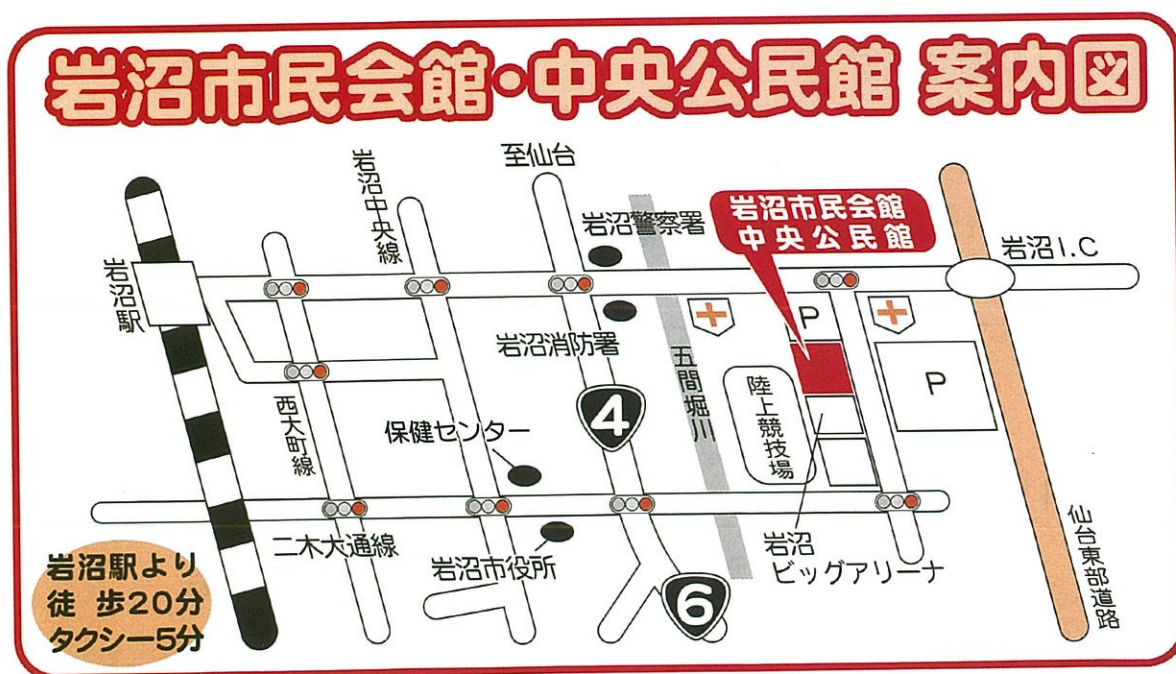 岩沼市民会館・中央公民館 案内図
至仙台
岩沼中央線
岩沼警察署
岩沼市民会館
中央公民館
岩沼I.C
岩沼駅
P
岩沼消防署
五間堀川
4
陸上競技場
P
西大町線
保健センター
二木大通線
岩沼市役所
岩沼
ビッグアリーナ
6
仙台東部道路
岩沼駅より
徒歩20分
タクシー5分